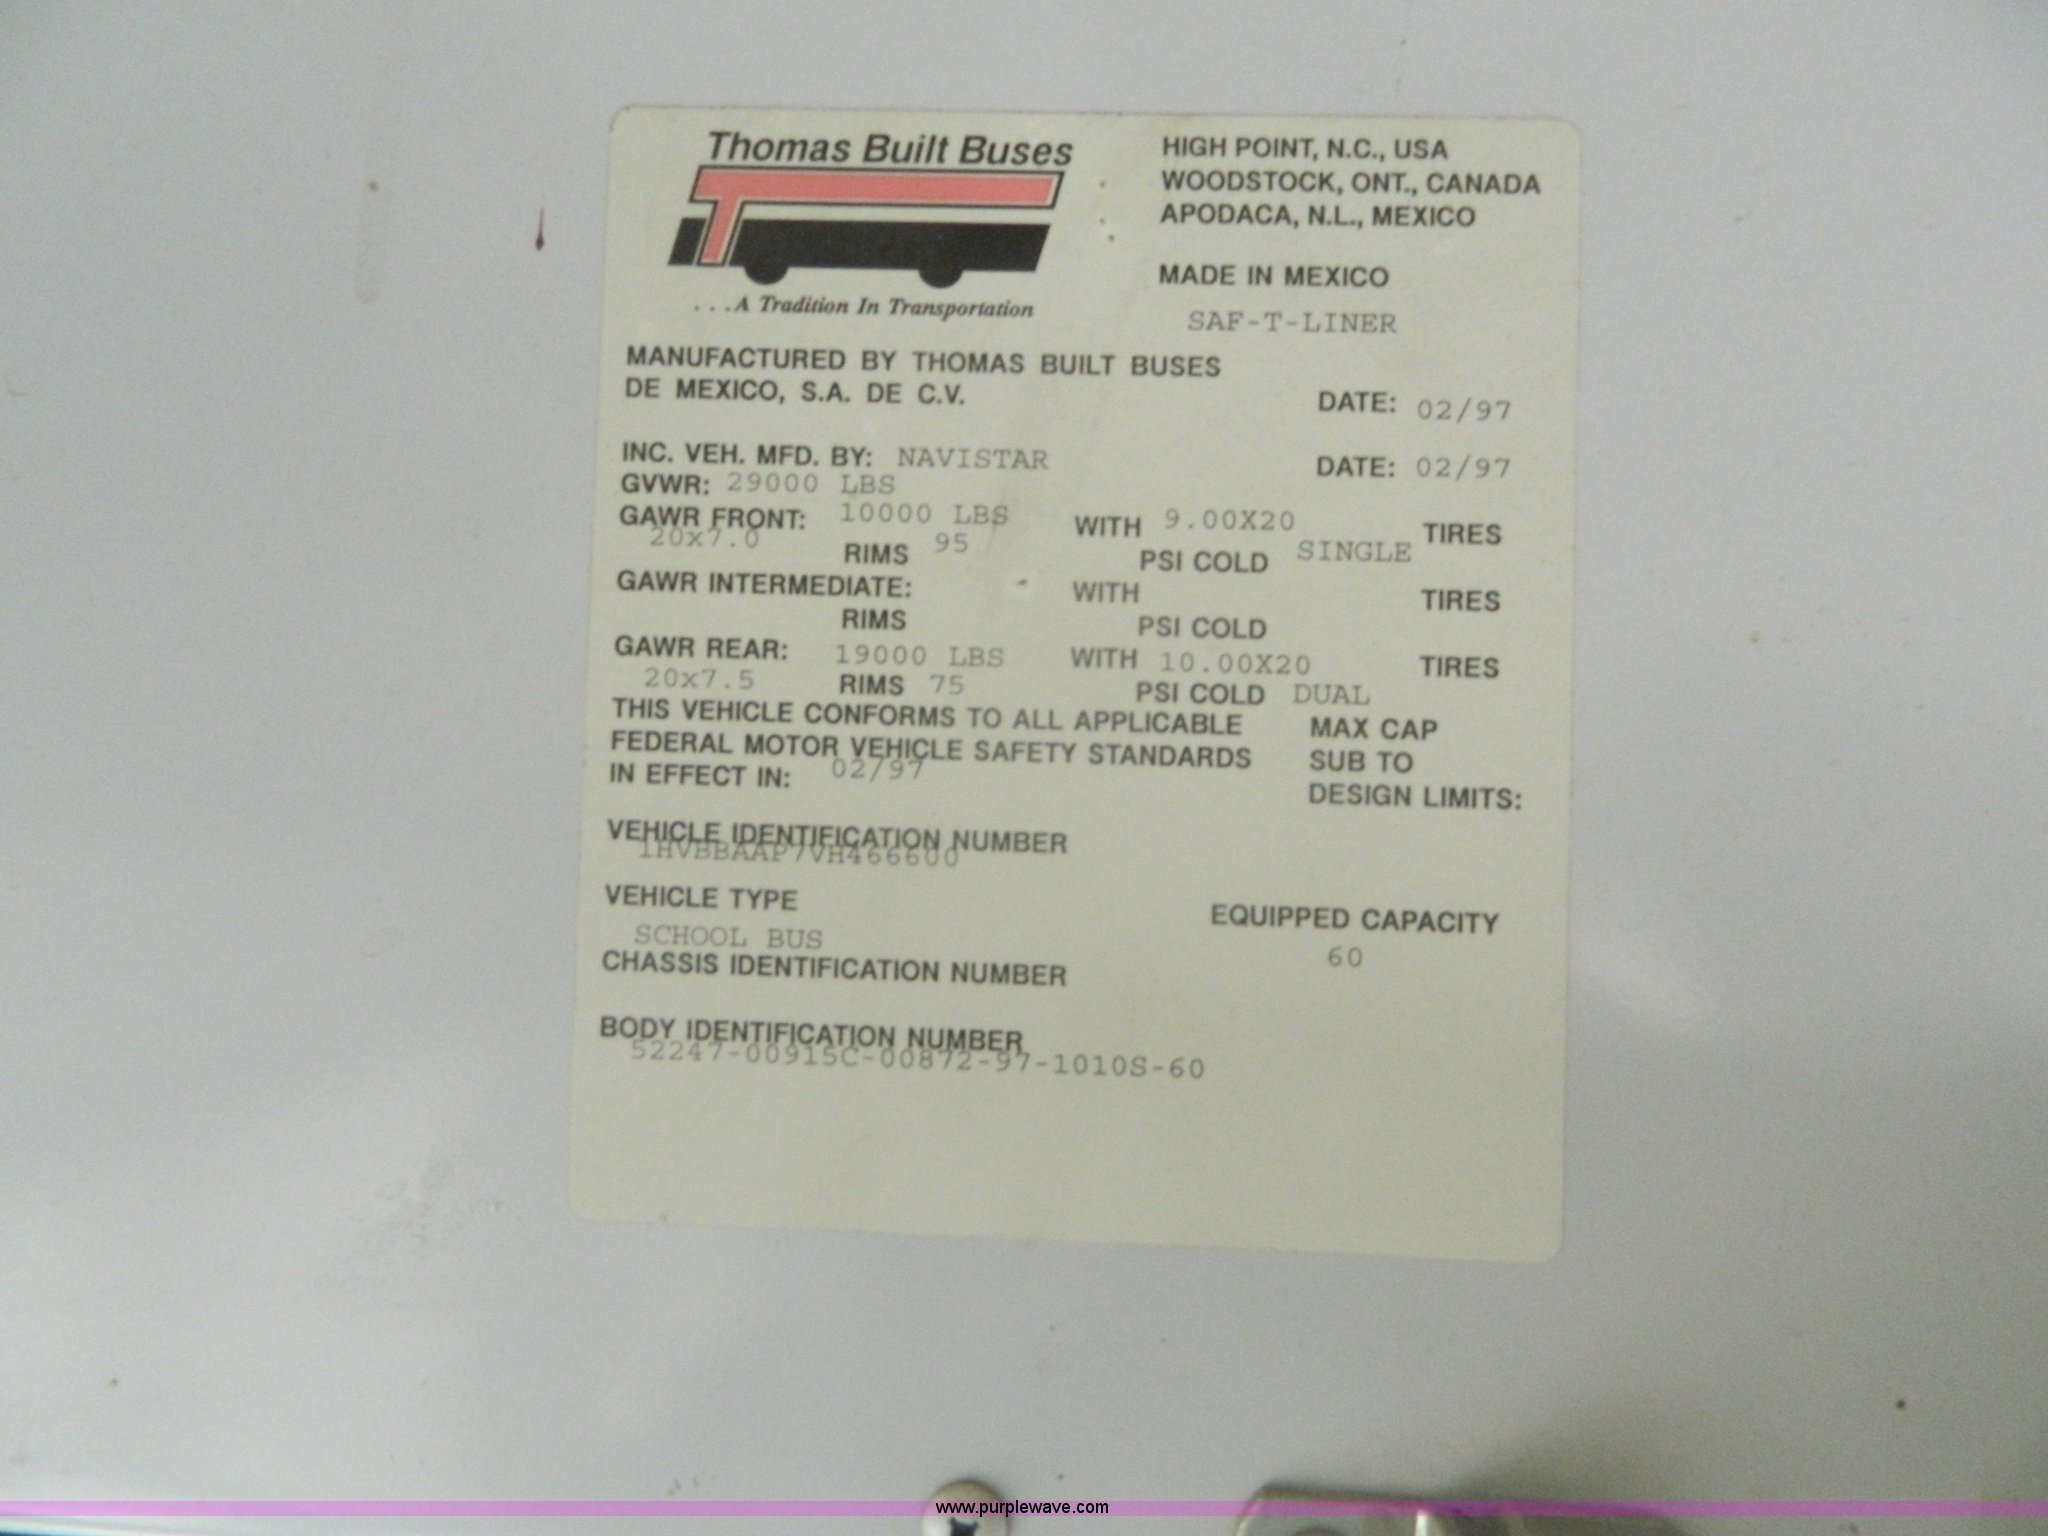 Thomas Built Buses
...A Tradition In Transportation
HIGH POINT, N.C., USA
WOODSTOCK, ONT., CANADA
APODACA, N.L., MEXICO
MADE IN MEXICO
SAF-T-LINER
MANUFACTURED BY THOMAS BUILT BUSES
DE MEXICO, S.A. DE C.V.
DATE: 02/97
INC. VEH. MFD. BY: NAVISTAR DATE: 02/97
GVWR: 29000 LBS
GAWR FRONT: 10000 LBS WITH 9.00X20 TIRES
20x7.0 RIMS 95 PSI COLD SINGLE
GAWR INTERMEDIATE: WITH TIRES
RIMS PSI COLD
GAWR REAR: 19000 LBS WITH 10.00X20 TIRES
20x7.5 RIMS 75 PSI COLD DUAL
THIS VEHICLE CONFORMS TO ALL APPLICABLE
FEDERAL MOTOR VEHICLE SAFETY STANDARDS
IN EFFECT IN: 02/97
MAX CAP
SUB TO
DESIGN LIMITS:
VEHICLE IDENTIFICATION NUMBER
1HVBBAAP7VH466600
VEHICLE TYPE
SCHOOL BUS
EQUIPPED CAPACITY
60
CHASSIS IDENTIFICATION NUMBER
BODY IDENTIFICATION NUMBER
52247-00915C-00872-97-1010S-60
www.purplewave.com